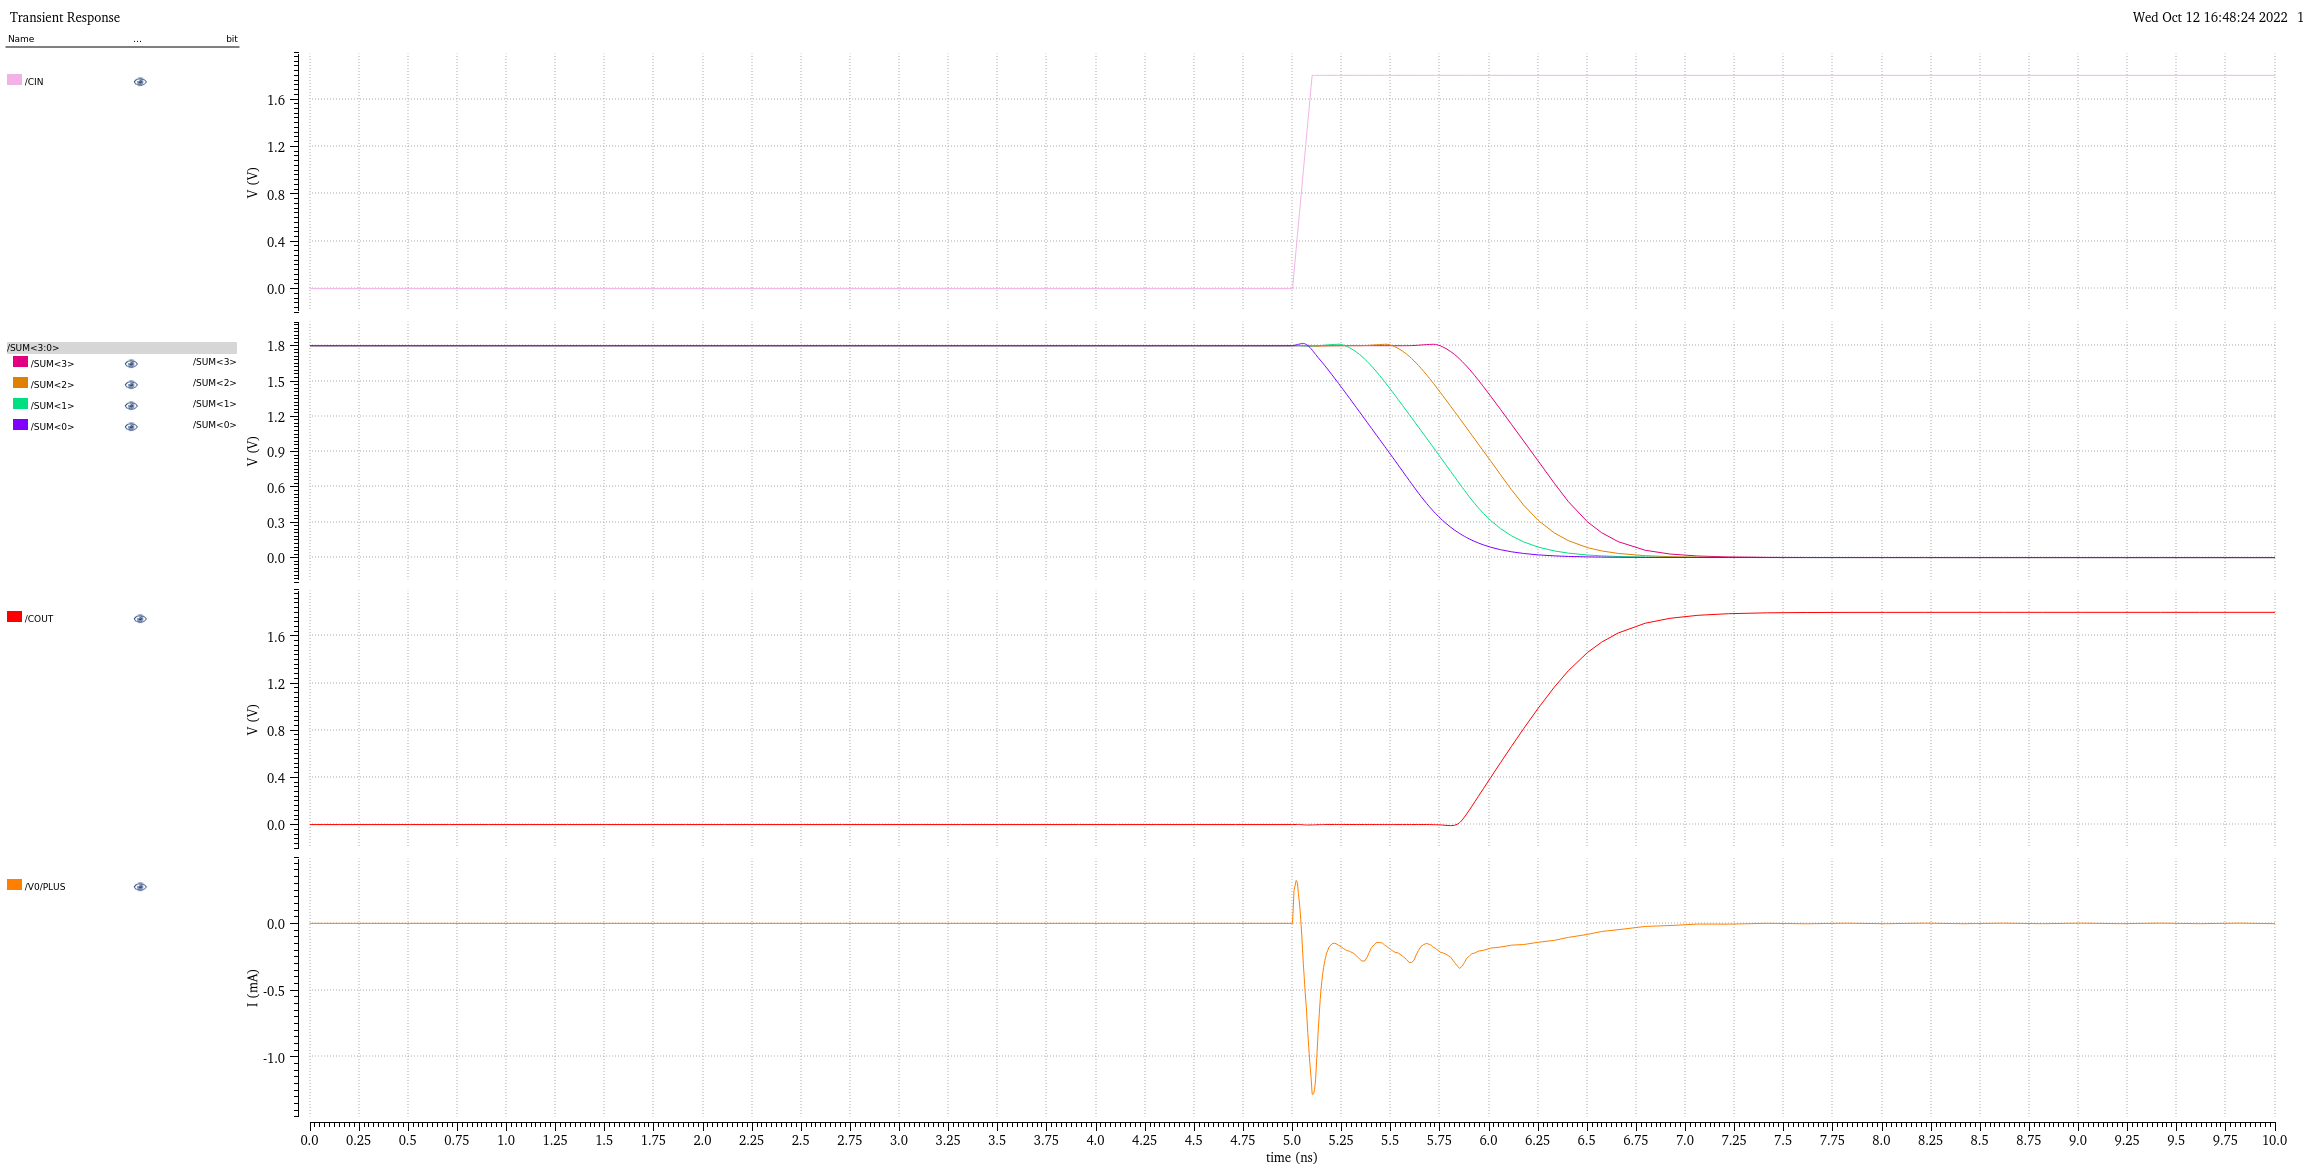 Transient Response
Wed Oct 12 16:48:24 2022 1
Name ... bit
/CIN
1.6
1.2
0.8
0.4
0.0
V (V)
/SUM<3:0>
/SUM<3> /SUM<3>
/SUM<2> /SUM<2>
/SUM<1> /SUM<1>
/SUM<0> /SUM<0>
1.8
1.5
1.2
0.9
0.6
0.3
0.0
V (V)
/COUT
1.6
1.2
0.8
0.4
0.0
V (V)
/V0/PLUS
0.0
-0.5
-1.0
I (mA)
0.0 0.25 0.5 0.75 1.0 1.25 1.5 1.75 2.0 2.25 2.5 2.75 3.0 3.25 3.5 3.75 4.0 4.25 4.5 4.75 5.0 5.25 5.5 5.75 6.0 6.25 6.5 6.75 7.0 7.25 7.5 7.75 8.0 8.25 8.5 8.75 9.0 9.25 9.5 9.75 10.0
time (ns)